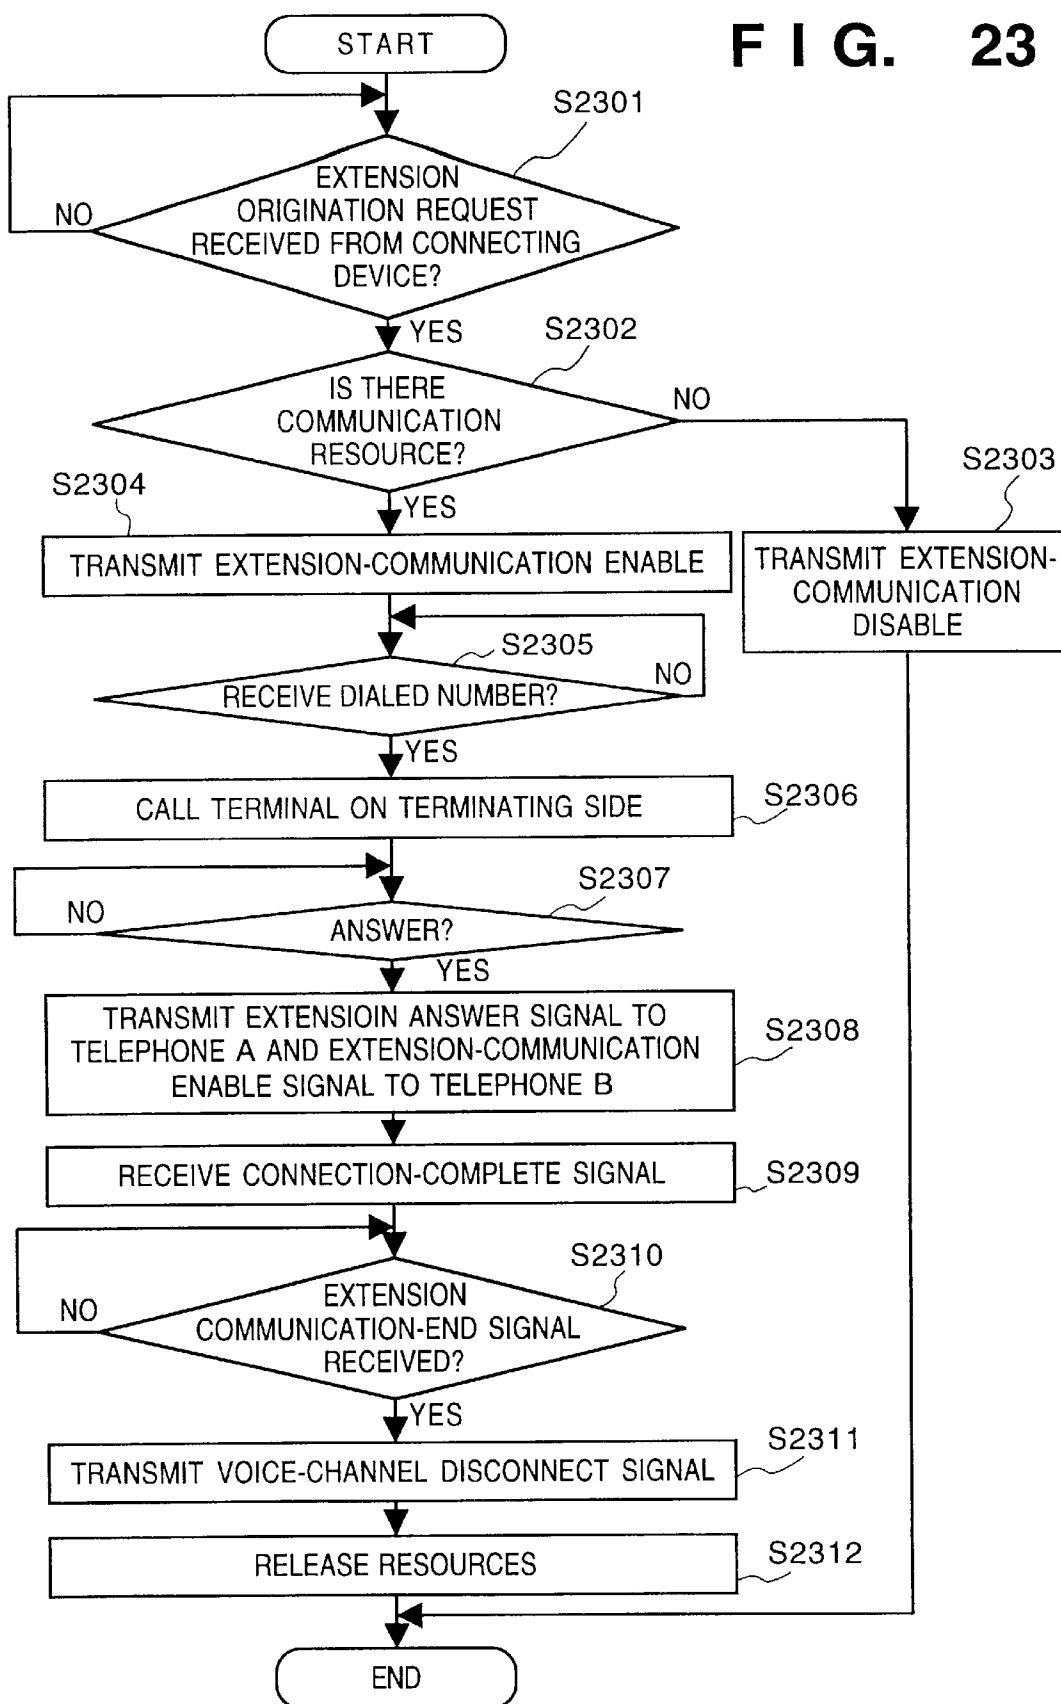 FIG. 23
START
S2301
EXTENSION
ORIGINATION REQUEST
RECEIVED FROM CONNECTING
DEVICE?
NO
YES
S2302
IS THERE
COMMUNICATION
RESOURCE?
NO
YES
S2303
TRANSMIT EXTENSION-
COMMUNICATION
DISABLE
S2304
TRANSMIT EXTENSION-COMMUNICATION ENABLE
S2305
RECEIVE DIALED NUMBER?
NO
YES
CALL TERMINAL ON TERMINATING SIDE
S2306
S2307
ANSWER?
NO
YES
TRANSMIT EXTENSIOIN ANSWER SIGNAL TO
TELEPHONE A AND EXTENSION-COMMUNICATION
ENABLE SIGNAL TO TELEPHONE B
S2308
RECEIVE CONNECTION-COMPLETE SIGNAL
S2309
S2310
EXTENSION
COMMUNICATION-END SIGNAL
RECEIVED?
NO
YES
S2311
TRANSMIT VOICE-CHANNEL DISCONNECT SIGNAL
RELEASE RESOURCES
S2312
END